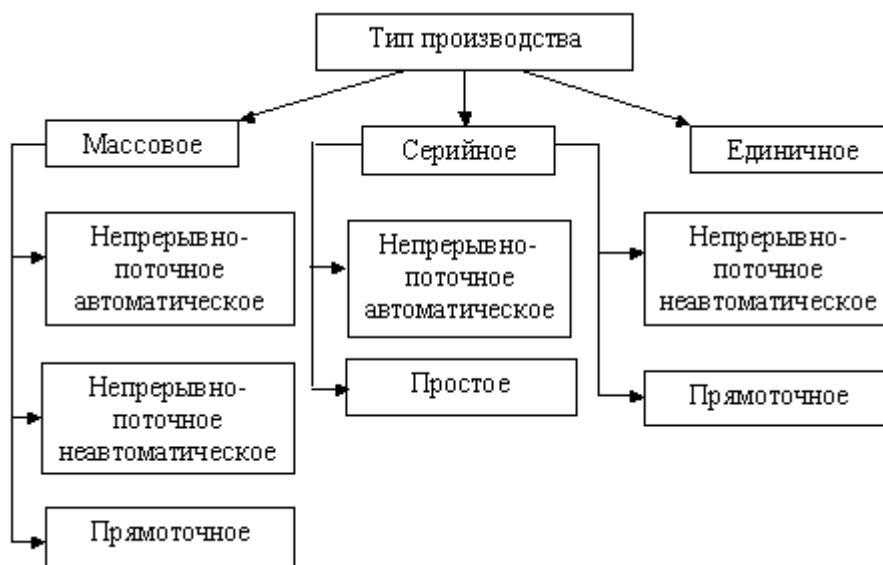 Тип производства
Массовое
Серийное
Единичное
Непрерывно-
поточное
автоматическое
Непрерывно-
поточное
автоматическое
Непрерывно-
поточное
неавтоматическое
Непрерывно-
поточное
неавтоматическое
Простое
Прямоточное
Прямоточное